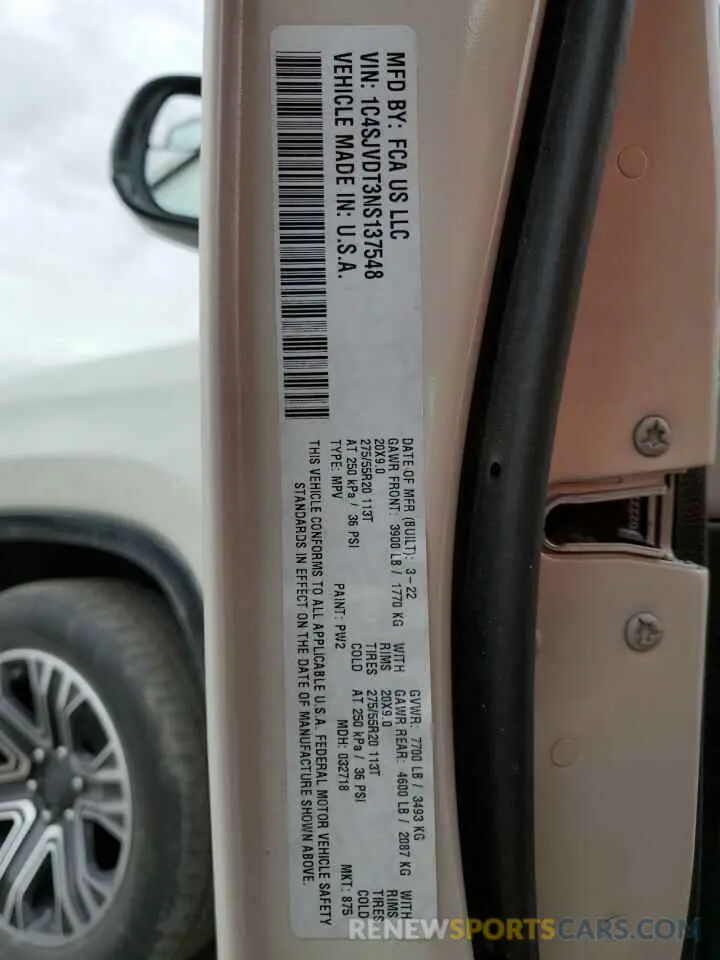 MFD BY: FCA US LLC
VIN: 1C4SJVDT3NS137548
VEHICLE MADE IN: U.S.A.
DATE OF MFR (BUILT): 3-22 GVWR: 7700 LB / 3493 KG
GAWR FRONT: 3900 LB / 1770 KG WITH GAWR REAR: 4600 LB / 2087 KG WITH
20X9.0 RIMS 20X9.0 RIMS
275/55R20 113T TIRES 275/55R20 113T TIRES
AT 250 kPa / 36 PSI COLD AT 250 kPa / 36 PSI COLD
TYPE: MPV PAINT: PW2 MDH: 032718 MKT: 875
THIS VEHICLE CONFORMS TO ALL APPLICABLE U.S.A. FEDERAL MOTOR VEHICLE SAFETY
STANDARDS IN EFFECT ON THE DATE OF MANUFACTURE SHOWN ABOVE.
RENEWSPORTSCARS.COM